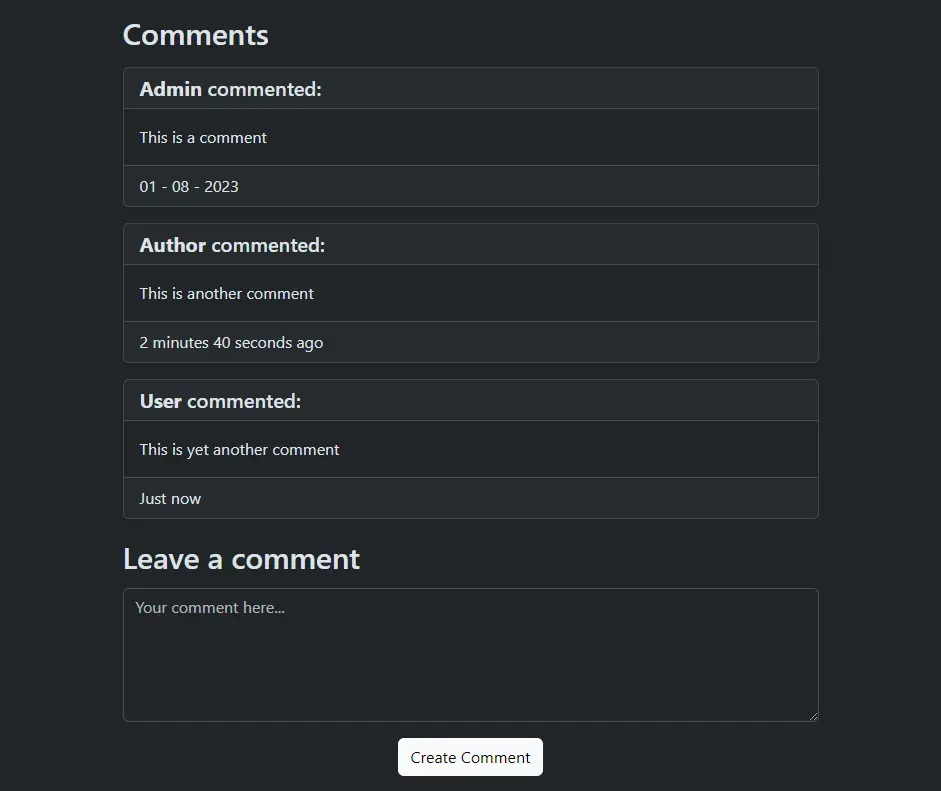 Comments
Admin commented:
This is a comment
01 - 08 - 2023
Author commented:
This is another comment
2 minutes 40 seconds ago
User commented:
This is yet another comment
Just now
Leave a comment
Your comment here...
Create Comment